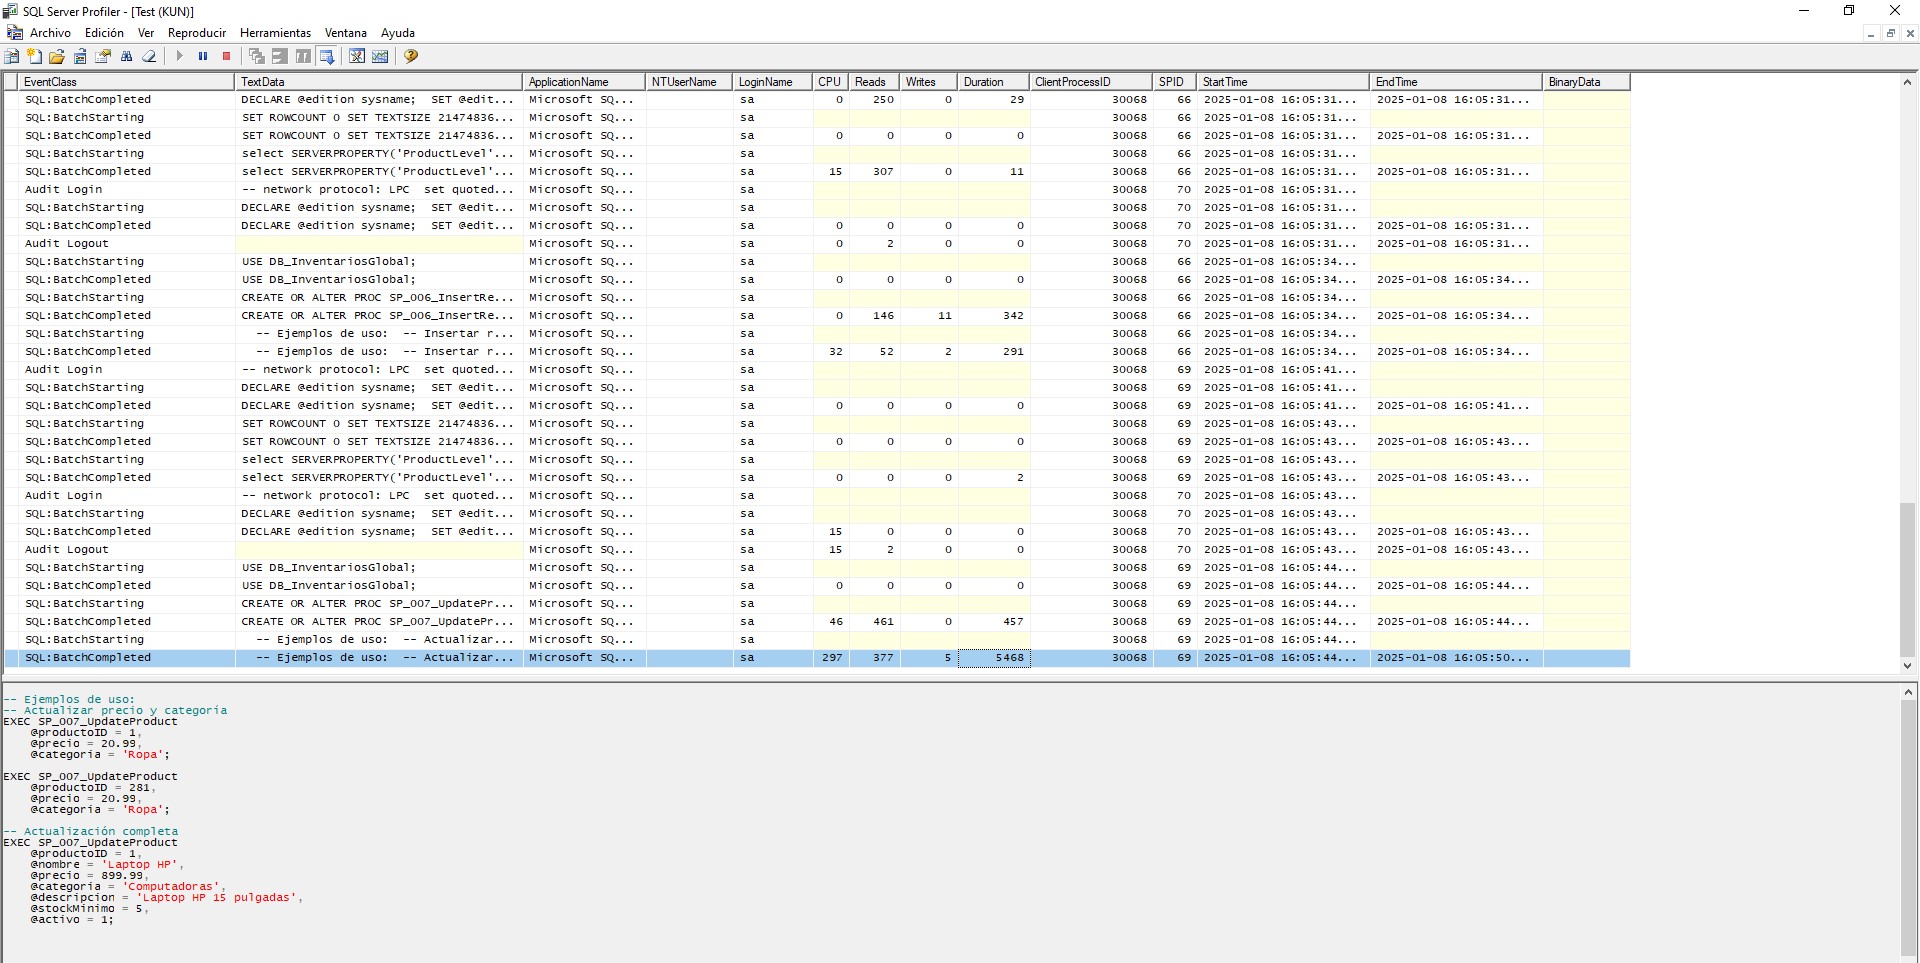 SQL Server Profiler - [Test (KUN)]
Archivo Edición Ver Reproducir Herramientas Ventana Ayuda
EventClass TextData ApplicationName NTUserName LoginName CPU Reads Writes Duration ClientProcessID SPID StartTime EndTime BinaryData
SQL:BatchCompleted DECLARE @edition sysname; SET @edit... Microsoft SQ... sa 0 250 0 29 30068 66 2025-01-08 16:05:31... 2025-01-08 16:05:31...
SQL:BatchStarting SET ROWCOUNT 0 SET TEXTSIZE 21474836... Microsoft SQ... sa 30068 66 2025-01-08 16:05:31...
SQL:BatchCompleted SET ROWCOUNT 0 SET TEXTSIZE 21474836... Microsoft SQ... sa 0 0 0 0 30068 66 2025-01-08 16:05:31... 2025-01-08 16:05:31...
SQL:BatchStarting select SERVERPROPERTY('ProductLevel'... Microsoft SQ... sa 30068 66 2025-01-08 16:05:31...
SQL:BatchCompleted select SERVERPROPERTY('ProductLevel'... Microsoft SQ... sa 15 307 0 11 30068 66 2025-01-08 16:05:31... 2025-01-08 16:05:31...
Audit Login -- network protocol: LPC set quoted... Microsoft SQ... sa 30068 70 2025-01-08 16:05:31...
SQL:BatchStarting DECLARE @edition sysname; SET @edit... Microsoft SQ... sa 30068 70 2025-01-08 16:05:31...
SQL:BatchCompleted DECLARE @edition sysname; SET @edit... Microsoft SQ... sa 0 0 0 0 30068 70 2025-01-08 16:05:31... 2025-01-08 16:05:31...
Audit Logout Microsoft SQ... sa 0 2 0 0 30068 70 2025-01-08 16:05:31... 2025-01-08 16:05:31...
SQL:BatchStarting USE DB_InventariosGlobal; Microsoft SQ... sa 30068 66 2025-01-08 16:05:34...
SQL:BatchCompleted USE DB_InventariosGlobal; Microsoft SQ... sa 0 0 0 0 30068 66 2025-01-08 16:05:34... 2025-01-08 16:05:34...
SQL:BatchStarting CREATE OR ALTER PROC SP_006_InsertRe... Microsoft SQ... sa 30068 66 2025-01-08 16:05:34...
SQL:BatchCompleted CREATE OR ALTER PROC SP_006_InsertRe... Microsoft SQ... sa 0 146 11 342 30068 66 2025-01-08 16:05:34... 2025-01-08 16:05:34...
SQL:BatchStarting -- Ejemplos de uso: -- Insertar r... Microsoft SQ... sa 30068 66 2025-01-08 16:05:34...
SQL:BatchCompleted -- Ejemplos de uso: -- Insertar r... Microsoft SQ... sa 32 52 2 291 30068 66 2025-01-08 16:05:34... 2025-01-08 16:05:34...
Audit Login -- network protocol: LPC set quoted... Microsoft SQ... sa 30068 69 2025-01-08 16:05:41...
SQL:BatchStarting DECLARE @edition sysname; SET @edit... Microsoft SQ... sa 30068 69 2025-01-08 16:05:41...
SQL:BatchCompleted DECLARE @edition sysname; SET @edit... Microsoft SQ... sa 0 0 0 0 30068 69 2025-01-08 16:05:41... 2025-01-08 16:05:41...
SQL:BatchStarting SET ROWCOUNT 0 SET TEXTSIZE 21474836... Microsoft SQ... sa 30068 69 2025-01-08 16:05:43...
SQL:BatchCompleted SET ROWCOUNT 0 SET TEXTSIZE 21474836... Microsoft SQ... sa 0 0 0 0 30068 69 2025-01-08 16:05:43... 2025-01-08 16:05:43...
SQL:BatchStarting select SERVERPROPERTY('ProductLevel'... Microsoft SQ... sa 30068 69 2025-01-08 16:05:43...
SQL:BatchCompleted select SERVERPROPERTY('ProductLevel'... Microsoft SQ... sa 0 0 0 2 30068 69 2025-01-08 16:05:43... 2025-01-08 16:05:43...
Audit Login -- network protocol: LPC set quoted... Microsoft SQ... sa 30068 70 2025-01-08 16:05:43...
SQL:BatchStarting DECLARE @edition sysname; SET @edit... Microsoft SQ... sa 30068 70 2025-01-08 16:05:43...
SQL:BatchCompleted DECLARE @edition sysname; SET @edit... Microsoft SQ... sa 15 0 0 0 30068 70 2025-01-08 16:05:43... 2025-01-08 16:05:43...
Audit Logout Microsoft SQ... sa 15 2 0 0 30068 70 2025-01-08 16:05:43... 2025-01-08 16:05:43...
SQL:BatchStarting USE DB_InventariosGlobal; Microsoft SQ... sa 30068 69 2025-01-08 16:05:44...
SQL:BatchCompleted USE DB_InventariosGlobal; Microsoft SQ... sa 0 0 0 0 30068 69 2025-01-08 16:05:44... 2025-01-08 16:05:44...
SQL:BatchStarting CREATE OR ALTER PROC SP_007_UpdatePr... Microsoft SQ... sa 30068 69 2025-01-08 16:05:44...
SQL:BatchCompleted CREATE OR ALTER PROC SP_007_UpdatePr... Microsoft SQ... sa 46 461 0 457 30068 69 2025-01-08 16:05:44... 2025-01-08 16:05:44...
SQL:BatchStarting -- Ejemplos de uso: -- Actualizar... Microsoft SQ... sa 30068 69 2025-01-08 16:05:44...
SQL:BatchCompleted -- Ejemplos de uso: -- Actualizar... Microsoft SQ... sa 297 377 5 5468 30068 69 2025-01-08 16:05:44... 2025-01-08 16:05:50...
-- Ejemplos de uso:
-- Actualizar precio y categoría
EXEC SP_007_UpdateProduct
@productoID = 1,
@precio = 20.99,
@categoria = 'Ropa';
EXEC SP_007_UpdateProduct
@productoID = 281,
@precio = 20.99,
@categoria = 'Ropa';
-- Actualización completa
EXEC SP_007_UpdateProduct
@productoID = 1,
@nombre = 'Laptop HP',
@precio = 899.99,
@categoria = 'Computadoras',
@descripcion = 'Laptop HP 15 pulgadas',
@stockMinimo = 5,
@activo = 1;